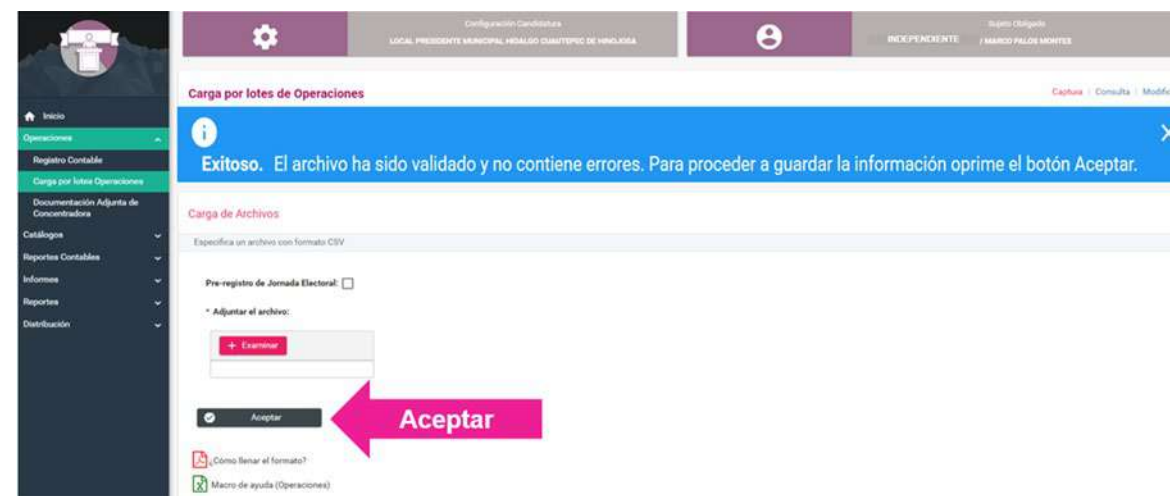 Configuración Candidatura
LOCAL PRESIDENTE MUNICIPAL HIDALGO CUAUTEPEC DE HINOJOSA
Sujeto Obligado
INDEPENDIENTE / MARCO PALOS MONTES
Carga por lotes de Operaciones
Captura | Consulta | Modific
Inicio
Operaciones
Registro Contable
Carga por lotes Operaciones
Documentación Adjunta de
Concentradora
Catálogos
Reportes Contables
Informes
Reportes
Distribución
Exitoso. El archivo ha sido validado y no contiene errores. Para proceder a guardar la información oprime el botón Aceptar.
Carga de Archivos
Especifica un archivo con formato CSV
Pre-registro de Jornada Electoral:
* Adjuntar el archivo:
+ Examinar
Aceptar
Aceptar
¿Cómo llenar el formato?
Macro de ayuda (Operaciones)